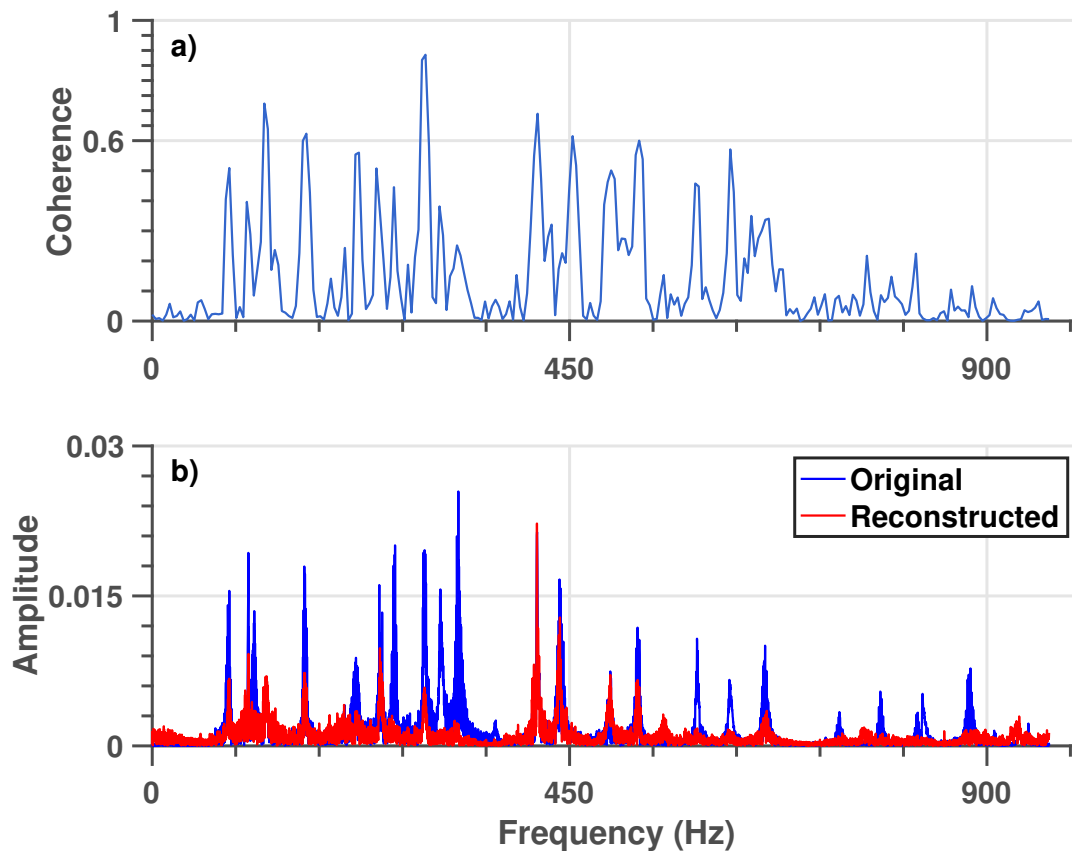 a)
1
0.6
0
Coherence
0 450 900
b)
0.03
0.015
0
Amplitude
Original
Reconstructed
0 450 900
Frequency (Hz)